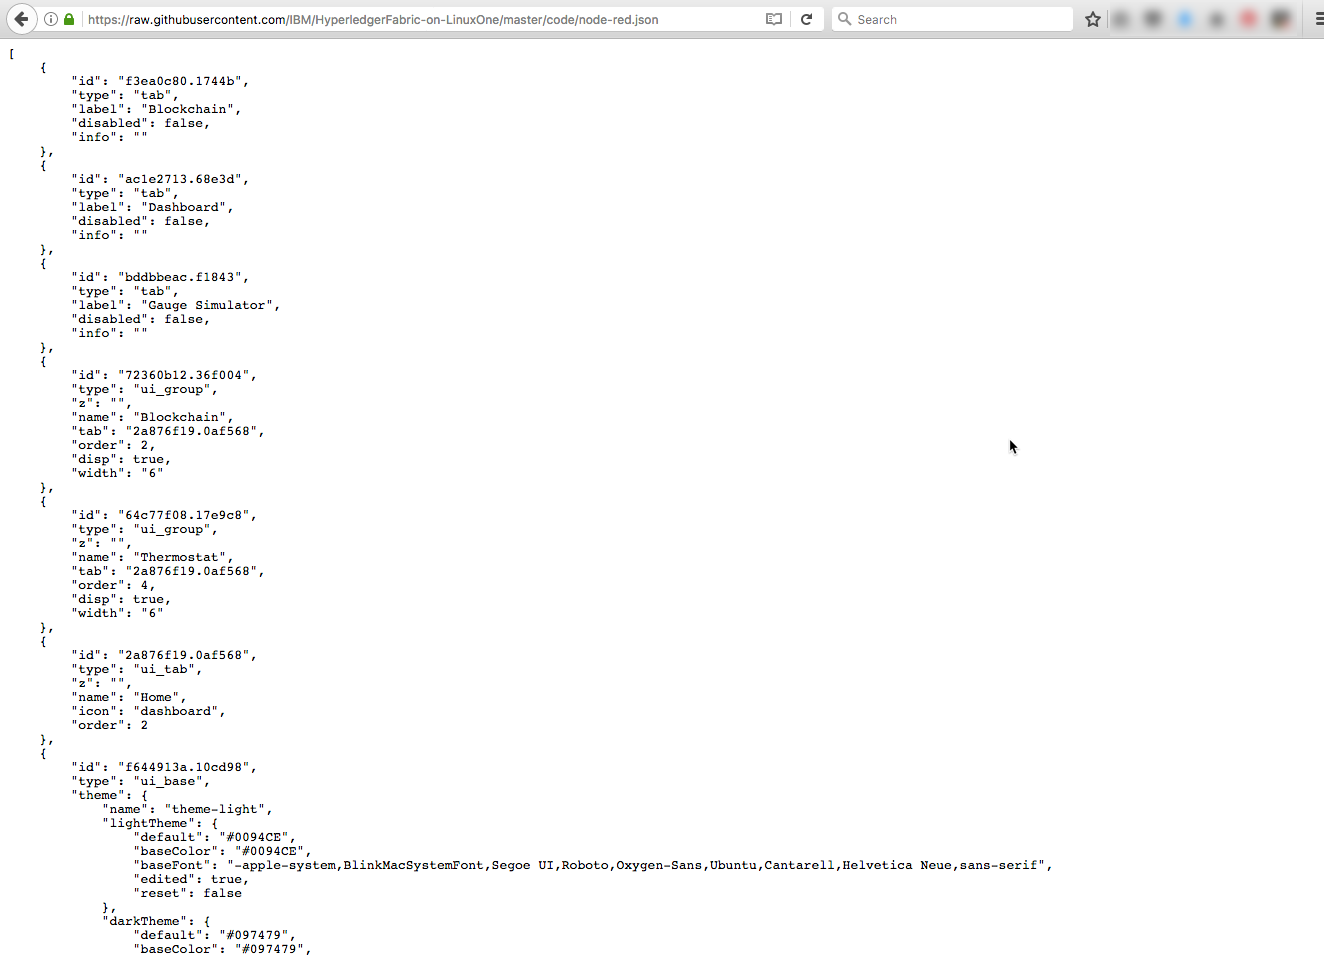 https://raw.githubusercontent.com/IBM/HyperledgerFabric-on-LinuxOne/master/code/node-red.json
Search
[
    {
        "id": "f3ea0c80.1744b",
        "type": "tab",
        "label": "Blockchain",
        "disabled": false,
        "info": ""
    },
    {
        "id": "ac1e2713.68e3d",
        "type": "tab",
        "label": "Dashboard",
        "disabled": false,
        "info": ""
    },
    {
        "id": "bddbbeac.f1843",
        "type": "tab",
        "label": "Gauge Simulator",
        "disabled": false,
        "info": ""
    },
    {
        "id": "72360b12.36f004",
        "type": "ui_group",
        "z": "",
        "name": "Blockchain",
        "tab": "2a876f19.0af568",
        "order": 2,
        "disp": true,
        "width": "6"
    },
    {
        "id": "64c77f08.17e9c8",
        "type": "ui_group",
        "z": "",
        "name": "Thermostat",
        "tab": "2a876f19.0af568",
        "order": 4,
        "disp": true,
        "width": "6"
    },
    {
        "id": "2a876f19.0af568",
        "type": "ui_tab",
        "z": "",
        "name": "Home",
        "icon": "dashboard",
        "order": 2
    },
    {
        "id": "f644913a.10cd98",
        "type": "ui_base",
        "theme": {
            "name": "theme-light",
            "lightTheme": {
                "default": "#0094CE",
                "baseColor": "#0094CE",
                "baseFont": "-apple-system,BlinkMacSystemFont,Segoe UI,Roboto,Oxygen-Sans,Ubuntu,Cantarell,Helvetica Neue,sans-serif",
                "edited": true,
                "reset": false
            },
            "darkTheme": {
                "default": "#097479",
                "baseColor": "#097479",